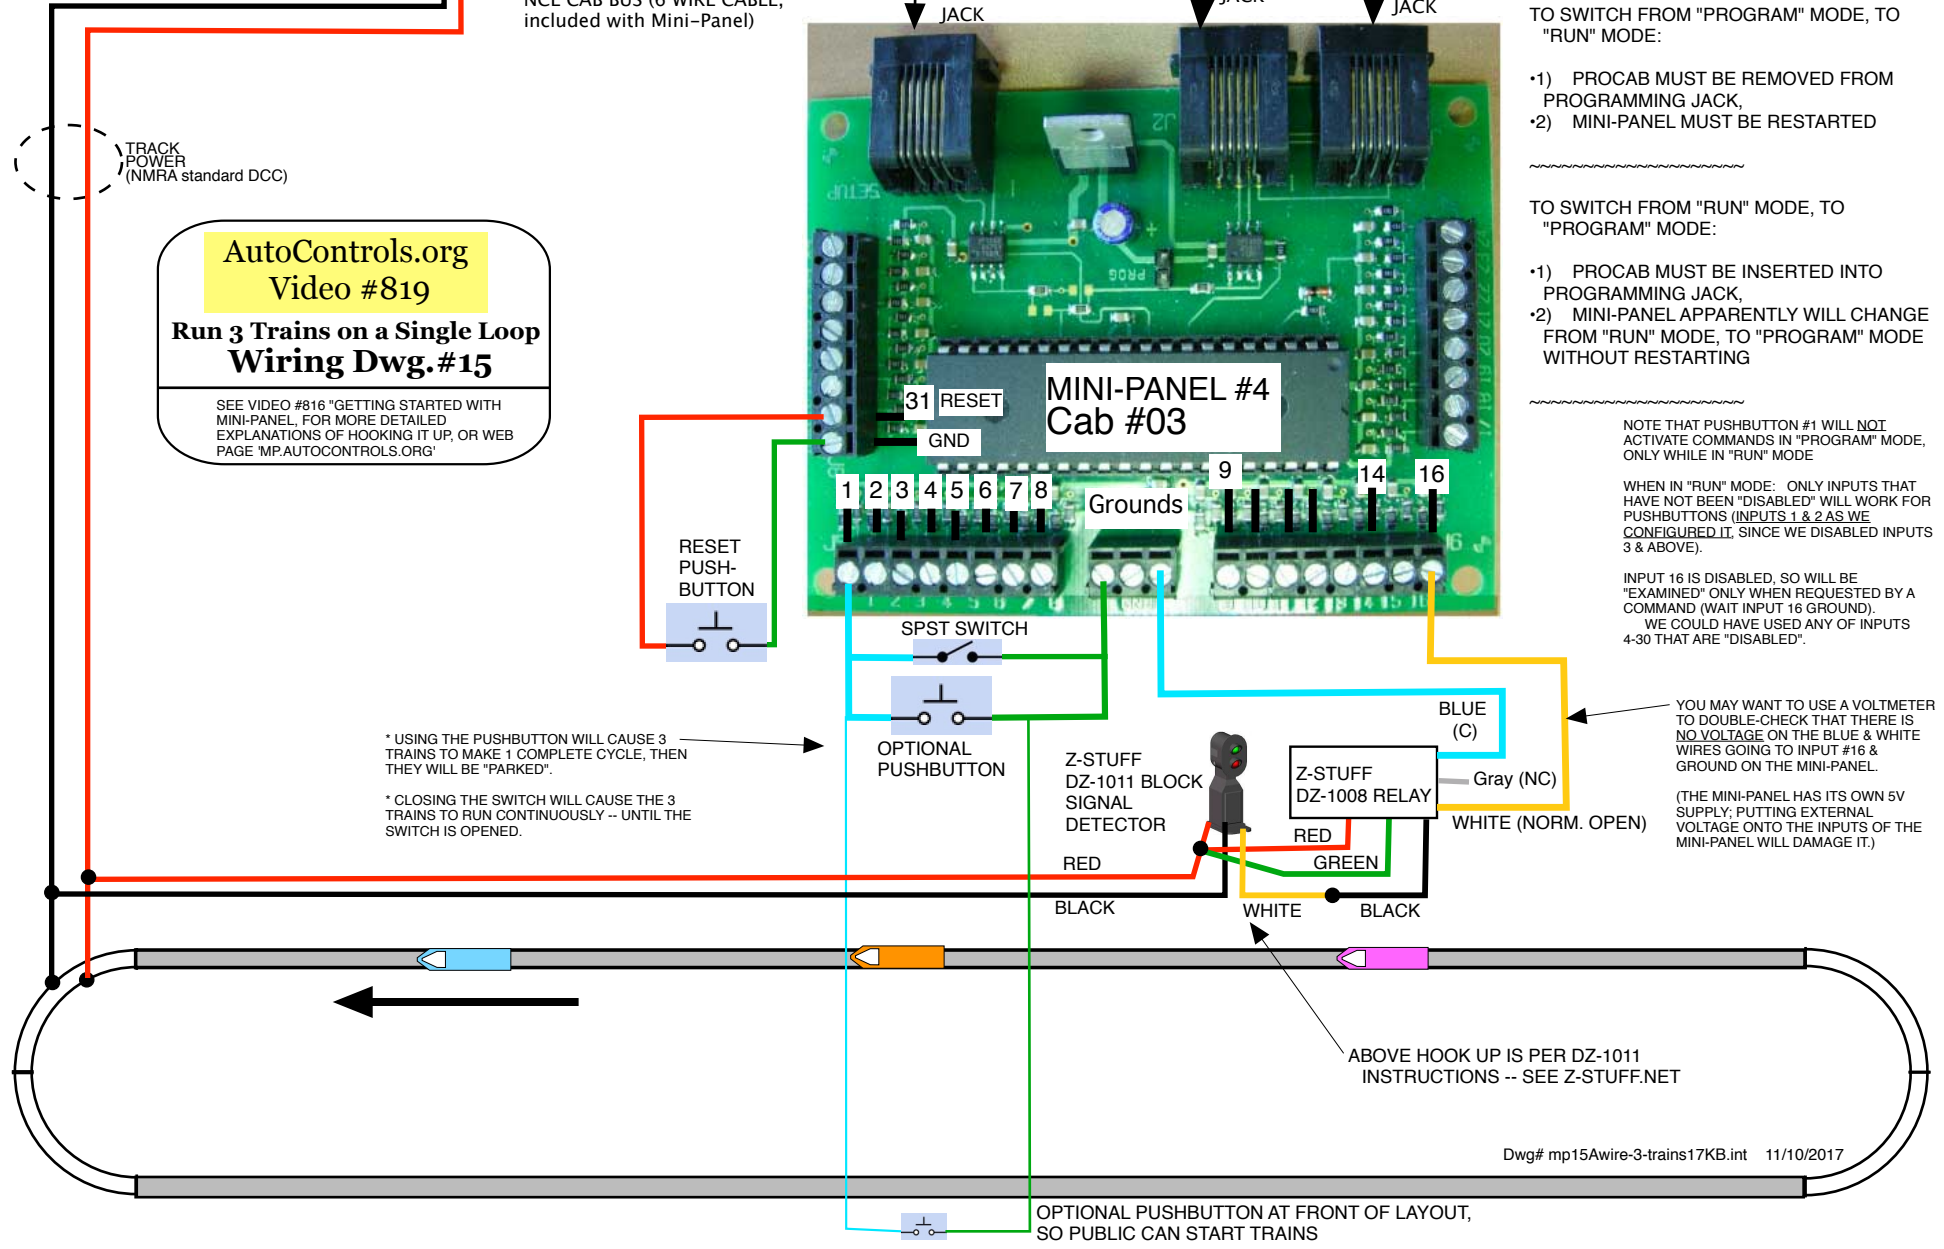 NCE CAB BUS (6 WIRE CABLE,
included with Mini-Panel)
JACK
JACK
JACK
TO SWITCH FROM "PROGRAM" MODE, TO
"RUN" MODE:
•1) PROCAB MUST BE REMOVED FROM
PROGRAMMING JACK,
•2) MINI-PANEL MUST BE RESTARTED
~~~~~~~~~~~~~~~~~~~~
TO SWITCH FROM "RUN" MODE, TO
"PROGRAM" MODE:
•1) PROCAB MUST BE INSERTED INTO
PROGRAMMING JACK,
•2) MINI-PANEL APPARENTLY WILL CHANGE
FROM "RUN" MODE, TO "PROGRAM" MODE
WITHOUT RESTARTING
~~~~~~~~~~~~~~~~~~~~
NOTE THAT PUSHBUTTON #1 WILL NOT
ACTIVATE COMMANDS IN "PROGRAM" MODE,
ONLY WHILE IN "RUN" MODE
WHEN IN "RUN" MODE: ONLY INPUTS THAT
HAVE NOT BEEN "DISABLED" WILL WORK FOR
PUSHBUTTONS (INPUTS 1 & 2 AS WE
CONFIGURED IT, SINCE WE DISABLED INPUTS
3 & ABOVE).
INPUT 16 IS DISABLED, SO WILL BE
"EXAMINED" ONLY WHEN REQUESTED BY A
COMMAND (WAIT INPUT 16 GROUND).
WE COULD HAVE USED ANY OF INPUTS
4-30 THAT ARE "DISABLED".
TRACK
POWER
(NMRA standard DCC)
AutoControls.org
Video #819
Run 3 Trains on a Single Loop
Wiring Dwg.#15
SEE VIDEO #816 "GETTING STARTED WITH
MINI-PANEL, FOR MORE DETAILED
EXPLANATIONS OF HOOKING IT UP, OR WEB
PAGE 'MP.AUTOCONTROLS.ORG'
SETUP
J2
PROG
31 RESET
GND
MINI-PANEL #4
Cab #03
1 2 3 4 5 6 7 8
Grounds
9 14 16
RESET
PUSH-
BUTTON
SPST SWITCH
OPTIONAL
PUSHBUTTON
* USING THE PUSHBUTTON WILL CAUSE 3
TRAINS TO MAKE 1 COMPLETE CYCLE, THEN
THEY WILL BE "PARKED".
* CLOSING THE SWITCH WILL CAUSE THE 3
TRAINS TO RUN CONTINUOUSLY -- UNTIL THE
SWITCH IS OPENED.
Z-STUFF
DZ-1011 BLOCK
SIGNAL
DETECTOR
Z-STUFF
DZ-1008 RELAY
BLUE
(C)
Gray (NC)
WHITE (NORM. OPEN)
YOU MAY WANT TO USE A VOLTMETER
TO DOUBLE-CHECK THAT THERE IS
NO VOLTAGE ON THE BLUE & WHITE
WIRES GOING TO INPUT #16 &
GROUND ON THE MINI-PANEL.
(THE MINI-PANEL HAS ITS OWN 5V
SUPPLY; PUTTING EXTERNAL
VOLTAGE ONTO THE INPUTS OF THE
MINI-PANEL WILL DAMAGE IT.)
RED
GREEN
RED
BLACK
WHITE
BLACK
ABOVE HOOK UP IS PER DZ-1011
INSTRUCTIONS -- SEE Z-STUFF.NET
Dwg# mp15Awire-3-trains17KB.int 11/10/2017
OPTIONAL PUSHBUTTON AT FRONT OF LAYOUT,
SO PUBLIC CAN START TRAINS